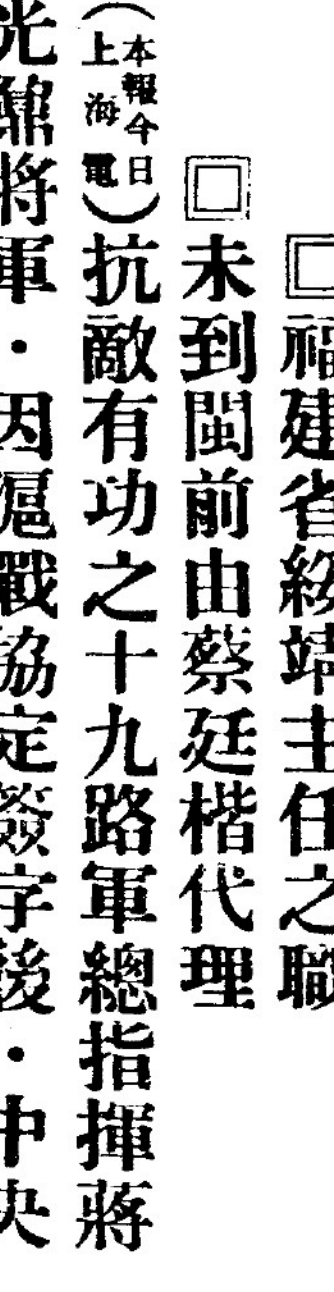 福建省綏靖主任之職
未到閩前由蔡廷楷代理
（本報今日上海電）抗敵有功之十九路軍總指揮蔣
光鼐將軍・因滬戰協定簽字後・中央